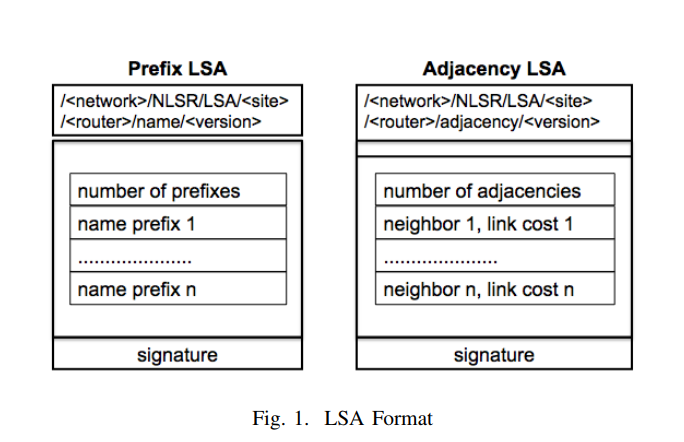 Prefix LSA
/<network>/NLSR/LSA/<site>
/<router>/name/<version>
number of prefixes
name prefix 1
......................
name prefix n
signature
Adjacency LSA
/<network>/NLSR/LSA/<site>
/<router>/adjacency/<version>
number of adjacencies
neighbor 1, link cost 1
......................
neighbor n, link cost n
signature
Fig. 1. LSA Format